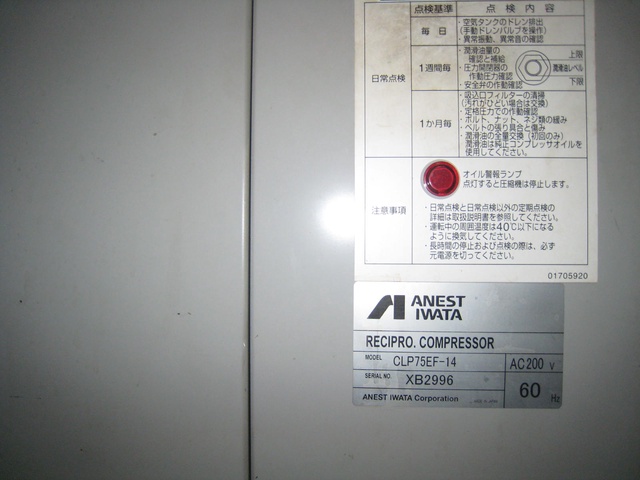 点検基準 点検内容
毎日
・空気タンクのドレン排出
(手動ドレンバルブを操作)
・異常振動、異常音の確認
日常点検
1週間毎
・潤滑油量の
確認と補給
・圧力開閉器の
作動圧力確認
・安全弁の作動確認
上限
潤滑油レベル
下限
1か月毎
・吸込口フィルターの清掃
(汚れがひどい場合は交換)
・定格圧力での作動確認
・ボルト、ナット、ネジ類の緩み
・ベルトの張り具合と傷み
・潤滑油の全量交換(初回のみ)
潤滑油は純正コンプレッサオイルを
使用してください。
注意事項
オイル警報ランプ
点灯すると圧縮機は停止します。
・日常点検と日常点検以外の定期点検の
詳細は取扱説明書を参照してください。
・運転中の周囲温度は40℃以下になる
ように換気してください。
・長時間の停止および点検の際は、必ず
元電源を切ってください。
01705920
ANEST
IWATA
RECIPRO. COMPRESSOR
MODEL CLP75EF-14 AC200 V
SERIAL NO. XB2996 60 Hz
ANEST IWATA Corporation